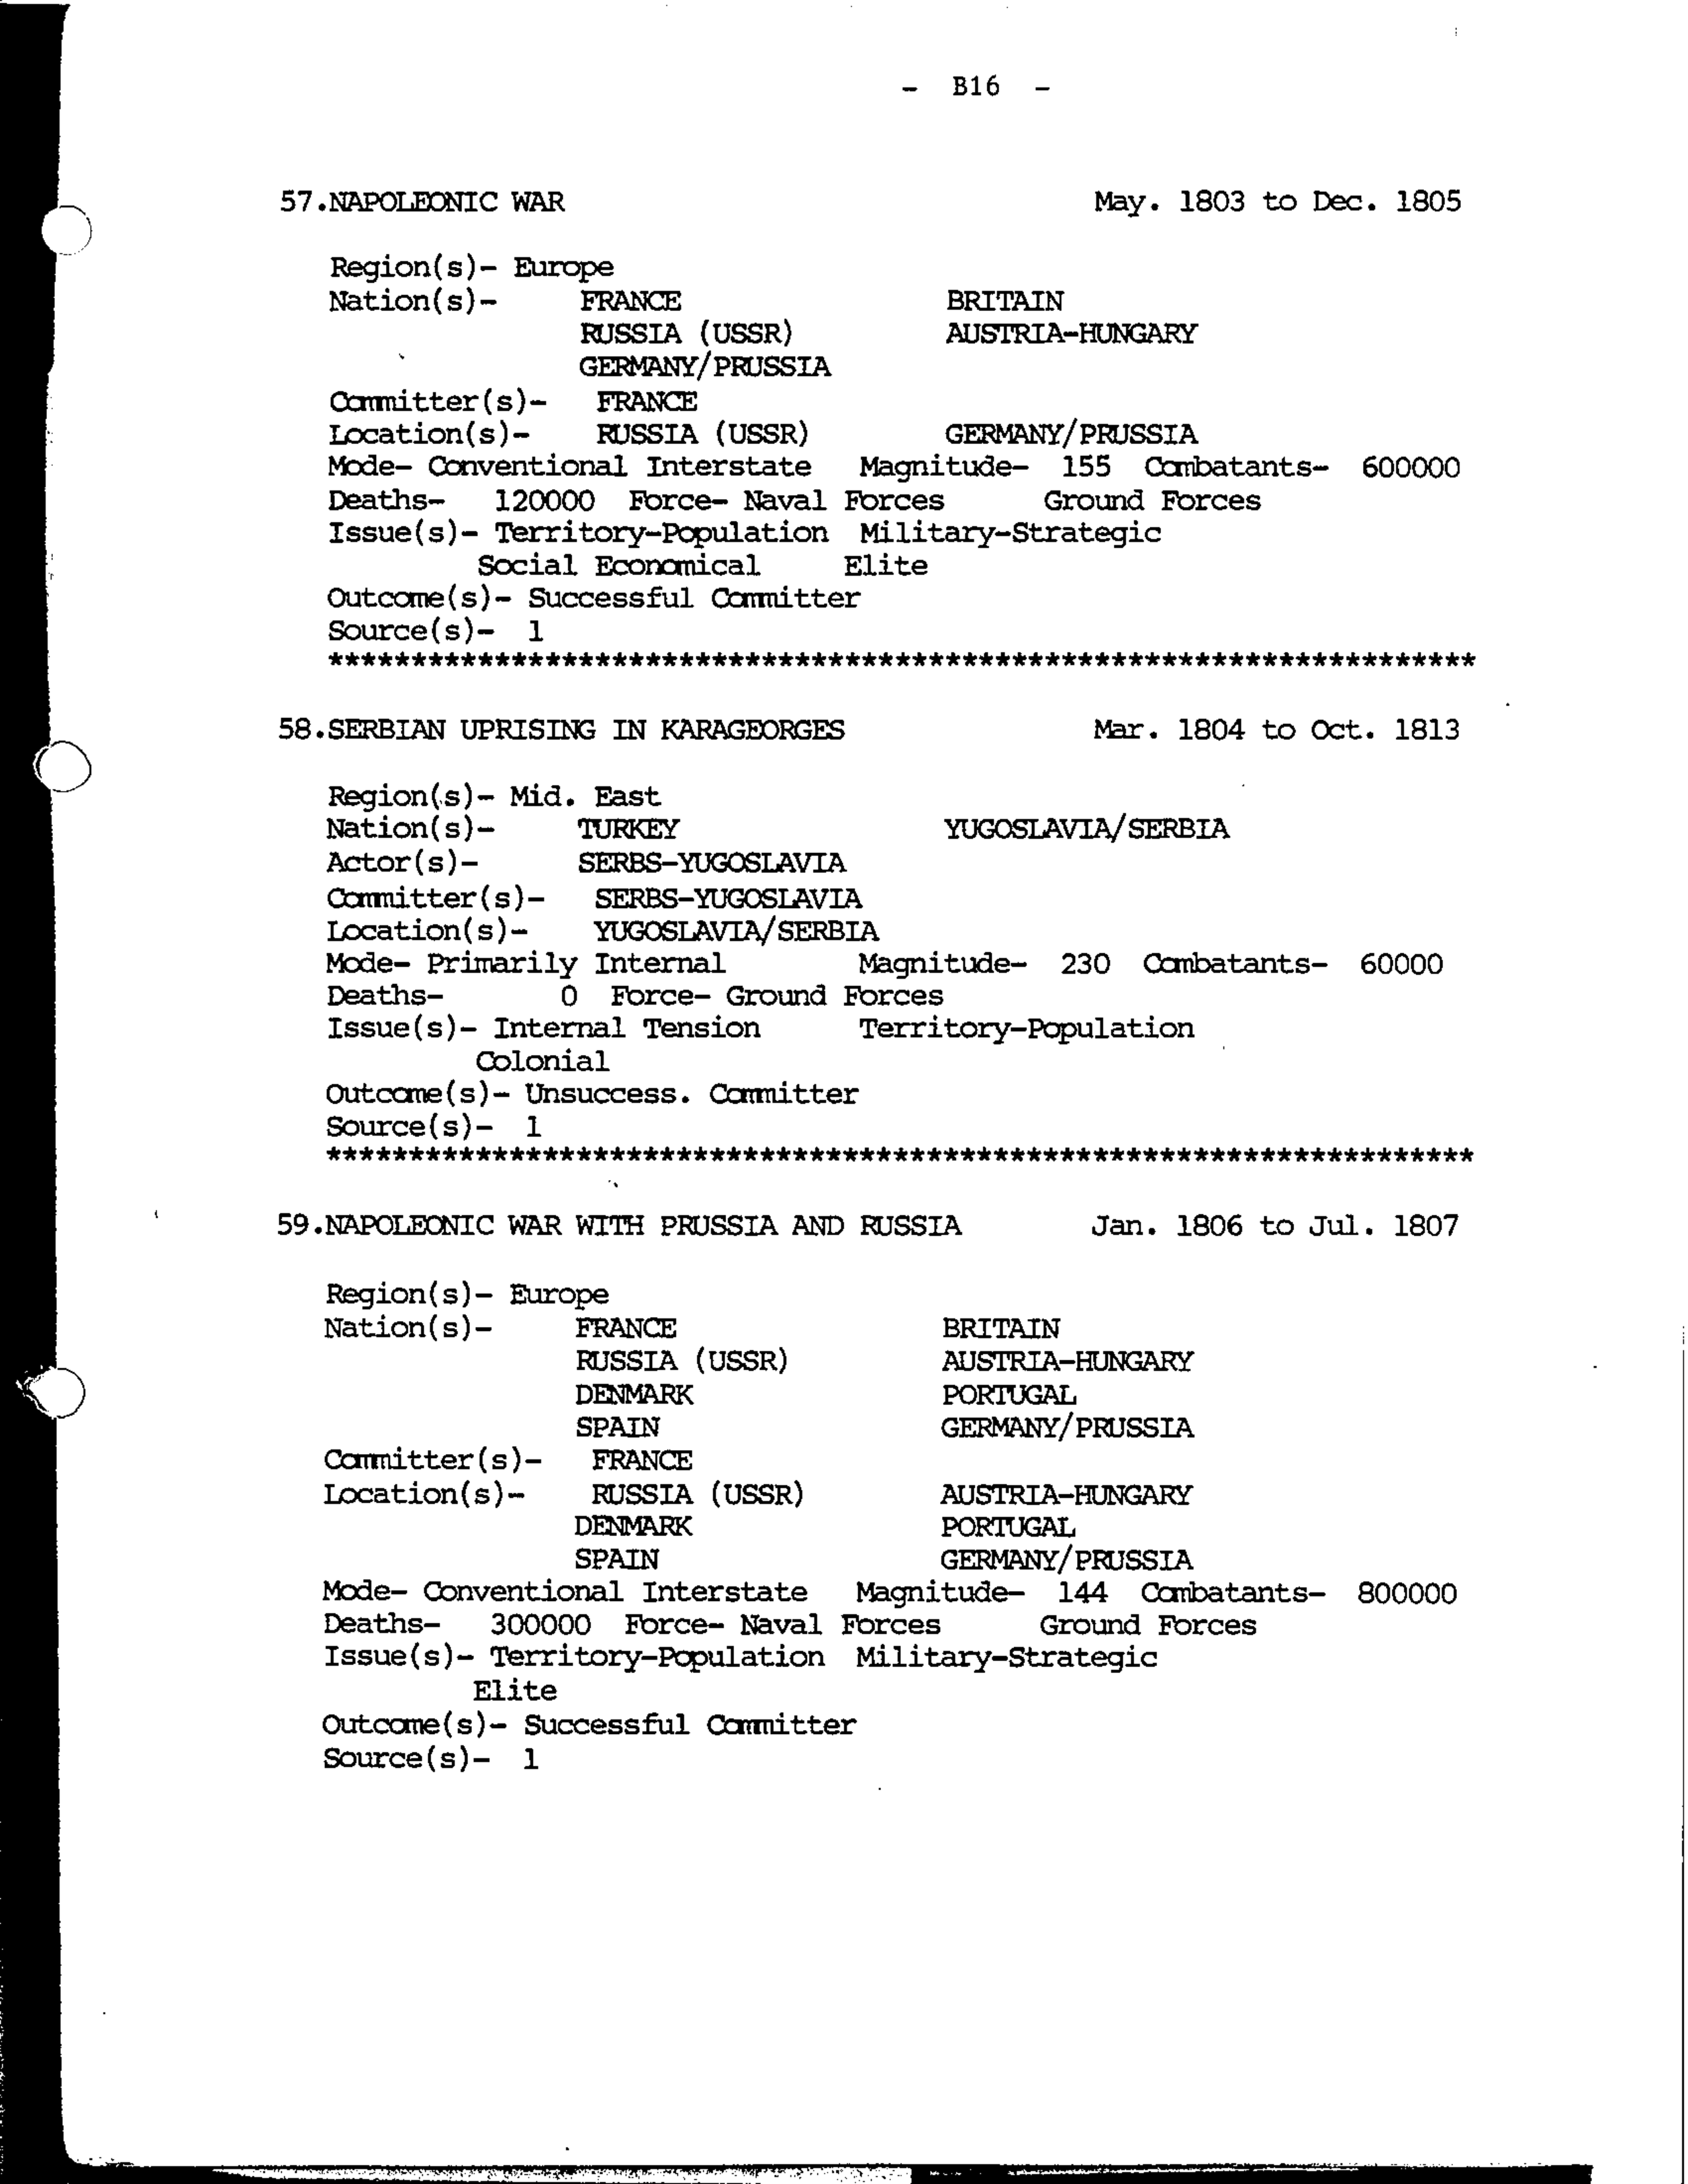 - B16 -
57.NAPOLEONIC WAR May. 1803 to Dec. 1805
Region(s)- Europe
Nation(s)- FRANCE BRITAIN
RUSSIA (USSR) AUSTRIA-HUNGARY
GERMANY/PRUSSIA
Committer(s)- FRANCE
Location(s)- RUSSIA (USSR) GERMANY/PRUSSIA
Mode- Conventional Interstate Magnitude- 155 Combatants- 600000
Deaths- 120000 Force- Naval Forces Ground Forces
Issue(s)- Territory-Population Military-Strategic
Social Economical Elite
Outcome(s)- Successful Committer
Source(s)- 1
*********************************************************************
58.SERBIAN UPRISING IN KARAGEORGES Mar. 1804 to Oct. 1813
Region(s)- Mid. East
Nation(s)- TURKEY YUGOSLAVIA/SERBIA
Actor(s)- SERBS-YUGOSLAVIA
Committer(s)- SERBS-YUGOSLAVIA
Location(s)- YUGOSLAVIA/SERBIA
Mode- Primarily Internal Magnitude- 230 Combatants- 60000
Deaths- 0 Force- Ground Forces
Issue(s)- Internal Tension Territory-Population
Colonial
Outcome(s)- Unsuccess. Committer
Source(s)- 1
*********************************************************************
59.NAPOLEONIC WAR WITH PRUSSIA AND RUSSIA Jan. 1806 to Jul. 1807
Region(s)- Europe
Nation(s)- FRANCE BRITAIN
RUSSIA (USSR) AUSTRIA-HUNGARY
DENMARK PORTUGAL
SPAIN GERMANY/PRUSSIA
Committer(s)- FRANCE
Location(s)- RUSSIA (USSR) AUSTRIA-HUNGARY
DENMARK PORTUGAL
SPAIN GERMANY/PRUSSIA
Mode- Conventional Interstate Magnitude- 144 Combatants- 800000
Deaths- 300000 Force- Naval Forces Ground Forces
Issue(s)- Territory-Population Military-Strategic
Elite
Outcome(s)- Successful Committer
Source(s)- 1